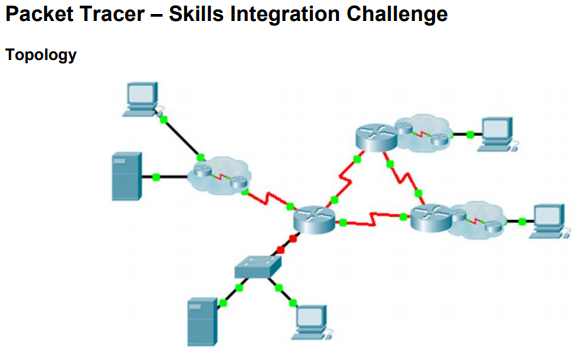 Packet Tracer – Skills Integration Challenge
Topology